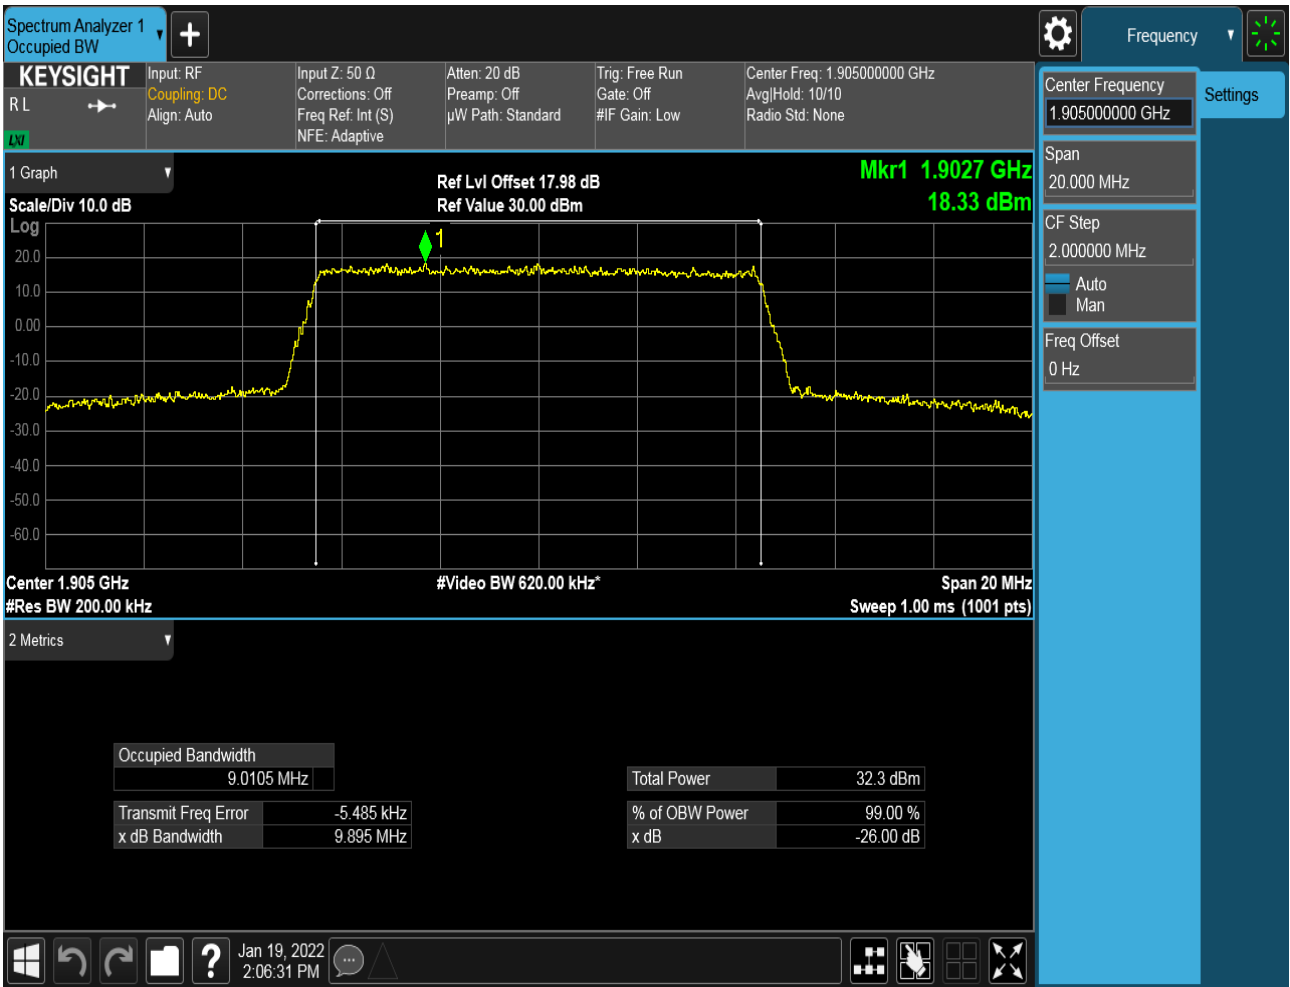 Spectrum Analyzer 1
Occupied BW
Frequency
KEYSIGHT
R L
LXI
Input: RF
Coupling: DC
Align: Auto
Input Z: 50 Ω
Corrections: Off
Freq Ref: Int (S)
NFE: Adaptive
Atten: 20 dB
Preamp: Off
µW Path: Standard
Trig: Free Run
Gate: Off
#IF Gain: Low
Center Freq: 1.905000000 GHz
Avg|Hold: 10/10
Radio Std: None
Center Frequency
1.905000000 GHz
Settings
Span
20.000 MHz
CF Step
2.000000 MHz
Auto
Man
Freq Offset
0 Hz
1 Graph
Scale/Div 10.0 dB
Ref Lvl Offset 17.98 dB
Ref Value 30.00 dBm
Mkr1 1.9027 GHz
18.33 dBm
Log
1
20.0
10.0
0.00
-10.0
-20.0
-30.0
-40.0
-50.0
-60.0
Center 1.905 GHz
#Video BW 620.00 kHz*
Span 20 MHz
#Res BW 200.00 kHz
Sweep 1.00 ms (1001 pts)
2 Metrics
Occupied Bandwidth
9.0105 MHz
Total Power 32.3 dBm
Transmit Freq Error -5.485 kHz
% of OBW Power 99.00 %
x dB Bandwidth 9.895 MHz
x dB -26.00 dB
?
Jan 19, 2022
2:06:31 PM